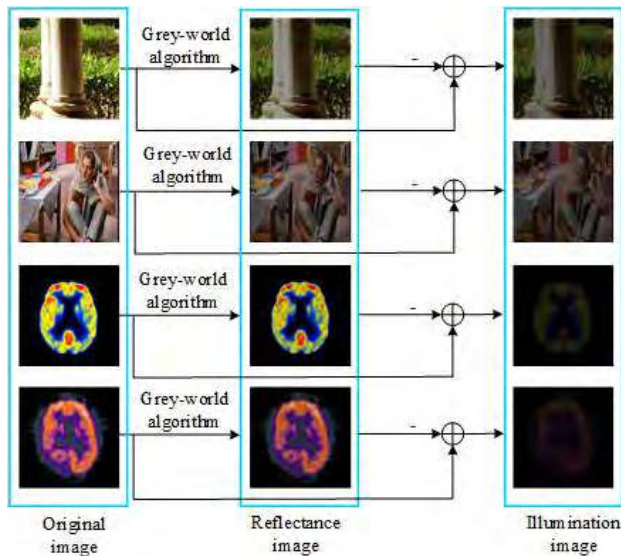 Grey-world
algorithm
-
Grey-world
algorithm
-
Grey-world
algorithm
-
Grey-world
algorithm
-
Original
image
Reflectance
image
Illumination
image